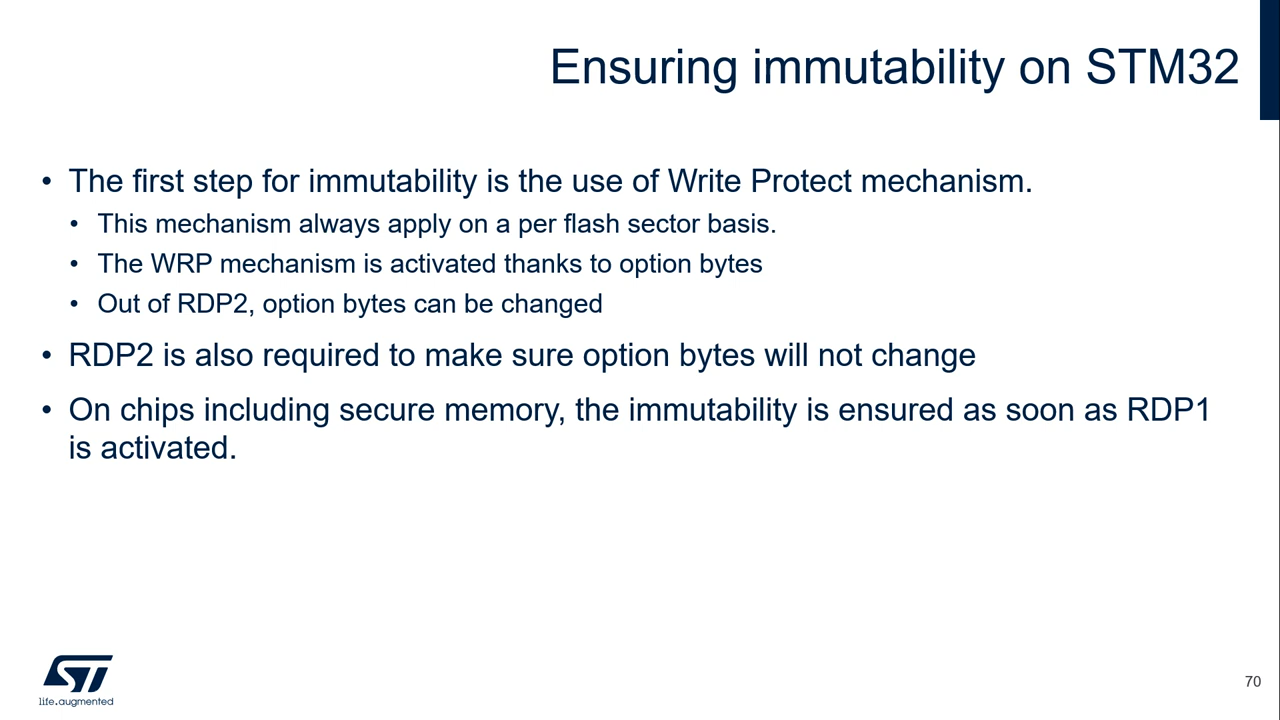 Ensuring immutability on STM32
• The first step for immutability is the use of Write Protect mechanism.
• This mechanism always apply on a per flash sector basis.
• The WRP mechanism is activated thanks to option bytes
• Out of RDP2, option bytes can be changed
• RDP2 is also required to make sure option bytes will not change
• On chips including secure memory, the immutability is ensured as soon as RDP1
is activated.
ST
life.augmented
70